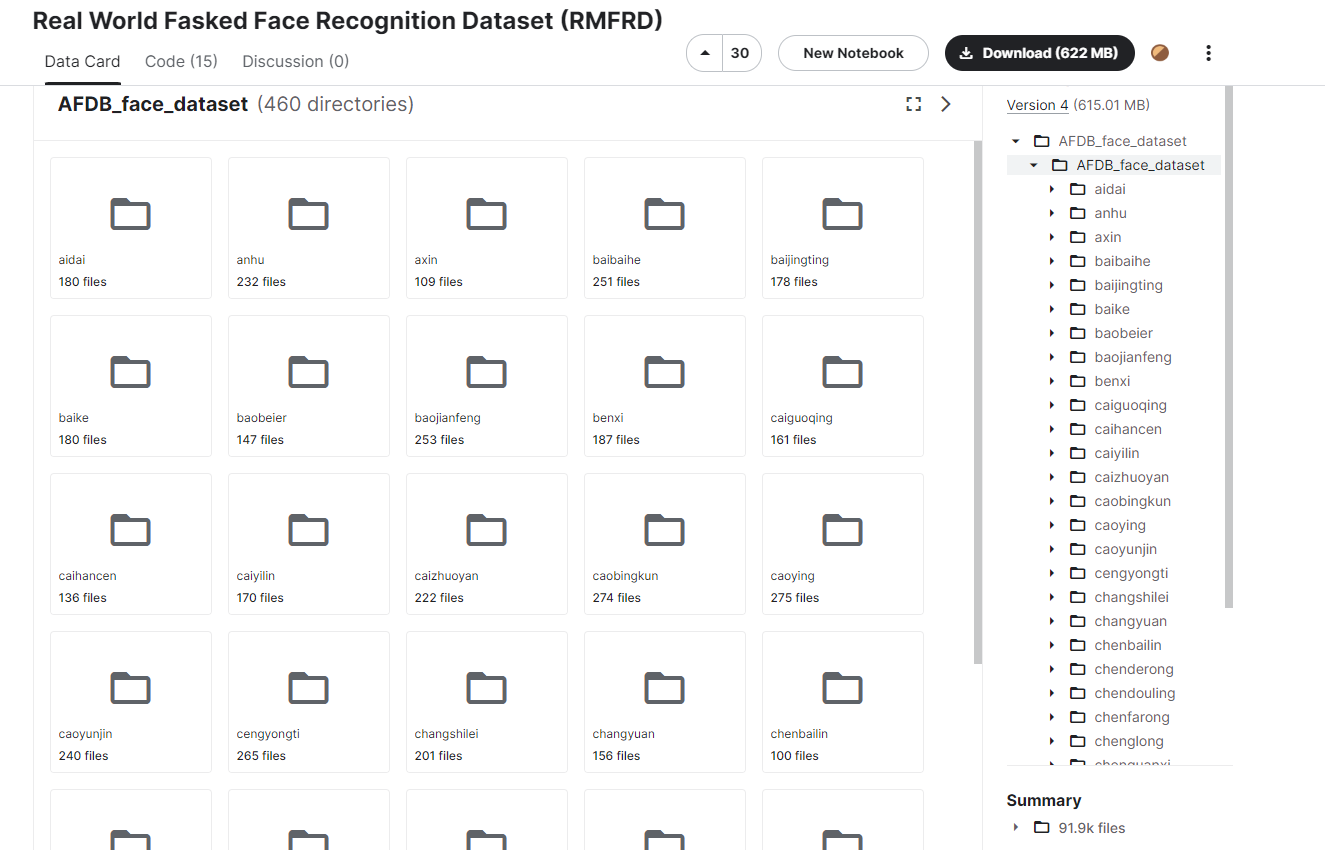 Real World Fasked Face Recognition Dataset (RMFRD)
Data Card Code (15) Discussion (0)
30
New Notebook
Download (622 MB)
AFDB_face_dataset (460 directories)
aidai
180 files
anhu
232 files
axin
109 files
baibaihe
251 files
baijingting
178 files
baike
180 files
baobeier
147 files
baojianfeng
253 files
benxi
187 files
caiguoqing
161 files
caihancen
136 files
caiyilin
170 files
caizhuoyan
222 files
caobingkun
274 files
caoying
275 files
caoyunjin
240 files
cengyongti
265 files
changshilei
201 files
changyuan
156 files
chenbailin
100 files
Version 4 (615.01 MB)
AFDB_face_dataset
AFDB_face_dataset
aidai
anhu
axin
baibaihe
baijingting
baike
baobeier
baojianfeng
benxi
caiguoqing
caihancen
caiyilin
caizhuoyan
caobingkun
caoying
caoyunjin
cengyongti
changshilei
changyuan
chenbailin
chenderong
chendouling
chenfarong
chenglong
chenguanxi
Summary
91.9k files